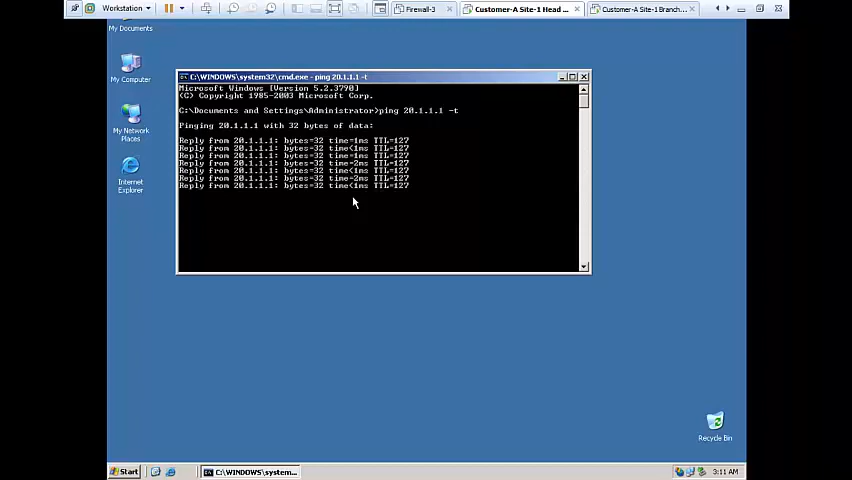 Workstation
Firewall-3
Customer-A Site-1 Head ...
Customer-A Site-1 Branch...
My Documents
My Computer
My Network
Places
Internet
Explorer
C:\WINDOWS\system32\cmd.exe - ping 20.1.1.1 -t
Microsoft Windows [Version 5.2.3790]
(C) Copyright 1985-2003 Microsoft Corp.
C:\Documents and Settings\Administrator>ping 20.1.1.1 -t
Pinging 20.1.1.1 with 32 bytes of data:
Reply from 20.1.1.1: bytes=32 time=1ms TTL=127
Reply from 20.1.1.1: bytes=32 time<1ms TTL=127
Reply from 20.1.1.1: bytes=32 time=1ms TTL=127
Reply from 20.1.1.1: bytes=32 time=2ms TTL=127
Reply from 20.1.1.1: bytes=32 time<1ms TTL=127
Reply from 20.1.1.1: bytes=32 time=2ms TTL=127
Reply from 20.1.1.1: bytes=32 time<1ms TTL=127
Recycle Bin
Start
C:\WINDOWS\system...
3:11 AM